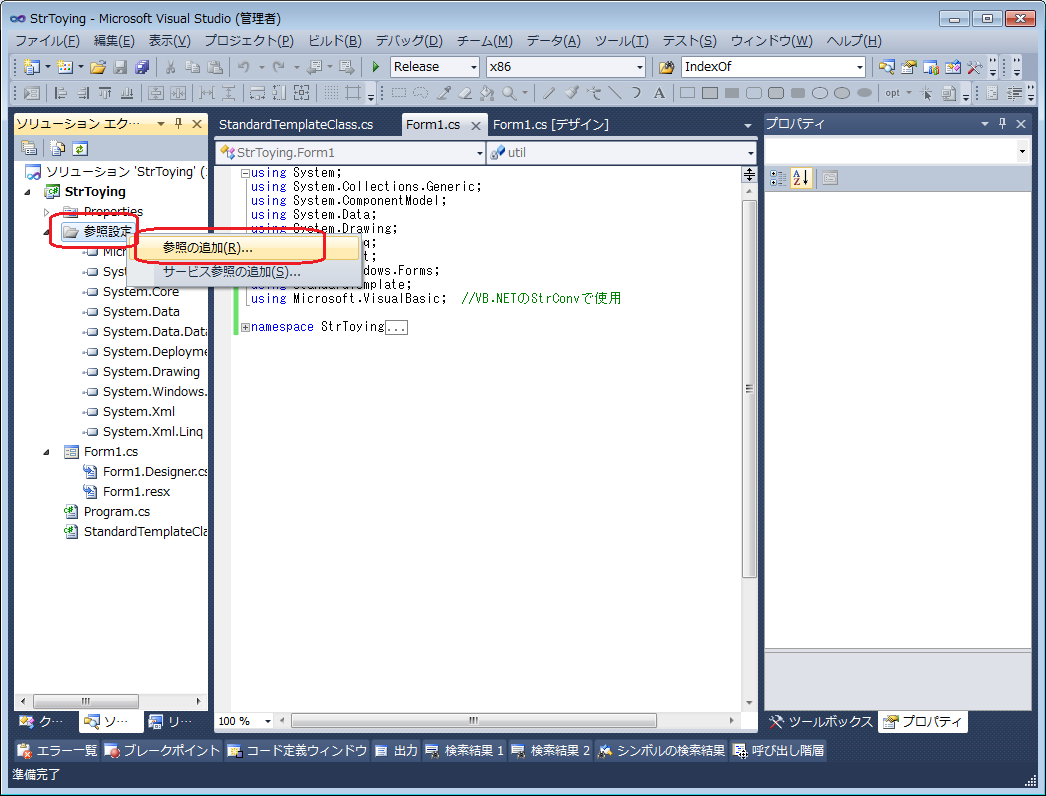 StrToying - Microsoft Visual Studio (管理者)
ファイル(F) 編集(E) 表示(V) プロジェクト(P) ビルド(B) デバッグ(D) チーム(M) データ(A) ツール(T) テスト(S) ウィンドウ(W) ヘルプ(H)
Release x86 IndexOf
opt
ソリューション エク…
StandardTemplateClass.cs Form1.cs Form1.cs [デザイン]
プロパティ
StrToying.Form1 util
ソリューション 'StrToying' (
StrToying
Properties
参照設定
参照の追加(R)...
サービス参照の追加(S)...
Micr
Syst
System.Core
System.Data
System.Data.Data
System.Deployme
System.Drawing
System.Windows.
System.Xml
System.Xml.Linq
Form1.cs
Form1.Designer.cs
Form1.resx
Program.cs
StandardTemplateCla
using System;
using System.Collections.Generic;
using System.ComponentModel;
using System.Data;
using System.Drawing;
q;
t;
dows.Forms;
using StandardTemplate;
using Microsoft.VisualBasic; //VB.NETのStrConvで使用
namespace StrToying...
100 %
ク… ソ… リ…
ツールボックス プロパティ
エラー一覧 ブレークポイント コード定義ウィンドウ 出力 検索結果 1 検索結果 2 シンボルの検索結果 呼び出し階層
準備完了